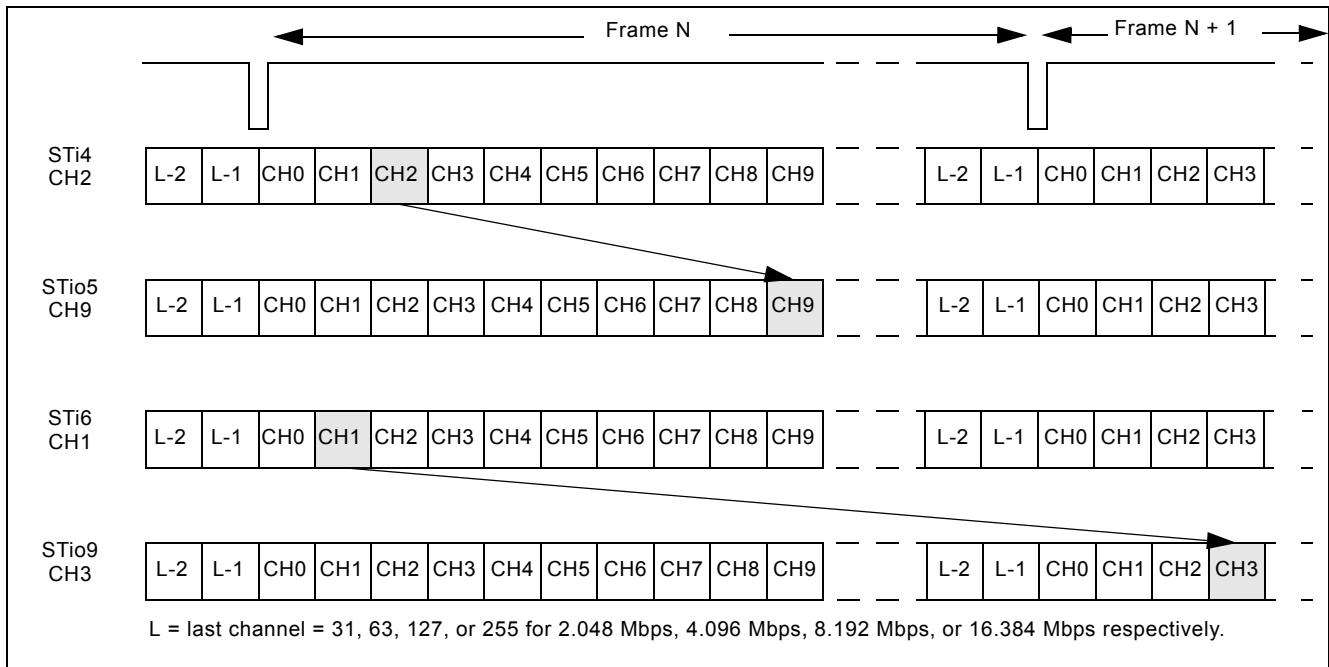 Frame N
Frame N + 1
STi4
CH2
L-2 L-1 CH0 CH1 CH2 CH3 CH4 CH5 CH6 CH7 CH8 CH9 L-2 L-1 CH0 CH1 CH2 CH3
STio5
CH9
L-2 L-1 CH0 CH1 CH2 CH3 CH4 CH5 CH6 CH7 CH8 CH9 L-2 L-1 CH0 CH1 CH2 CH3
STi6
CH1
L-2 L-1 CH0 CH1 CH2 CH3 CH4 CH5 CH6 CH7 CH8 CH9 L-2 L-1 CH0 CH1 CH2 CH3
STio9
CH3
L-2 L-1 CH0 CH1 CH2 CH3 CH4 CH5 CH6 CH7 CH8 CH9 L-2 L-1 CH0 CH1 CH2 CH3
L = last channel = 31, 63, 127, or 255 for 2.048 Mbps, 4.096 Mbps, 8.192 Mbps, or 16.384 Mbps respectively.